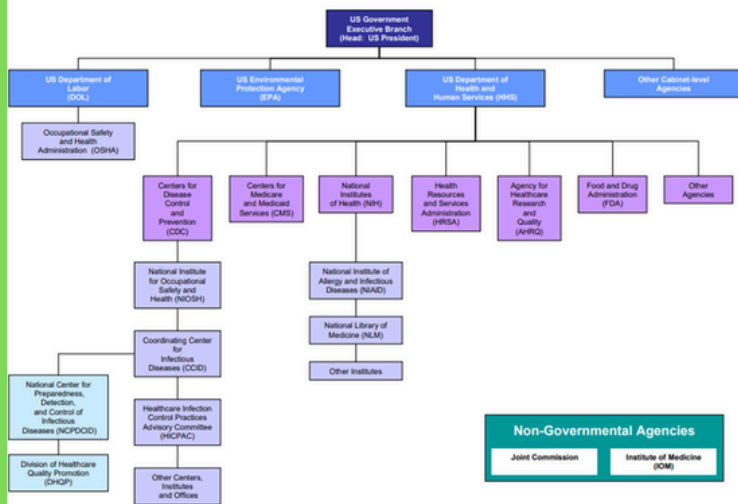 US Government
Executive Branch
(Head: US President)
US Department of
Labor
(DOL)
US Environmental
Protection Agency
(EPA)
US Department of
Health and
Human Services (HHS)
Other Cabinet-level
Agencies
Occupational Safety
and Health
Administration (OSHA)
Centers for
Disease
Control
and
Prevention
(CDC)
Centers for
Medicare
and Medicaid
Services (CMS)
National
Institutes
of Health (NIH)
Health
Resources
and Services
Administration
(HRSA)
Agency for
Healthcare
Research
and
Quality
(AHRQ)
Food and Drug
Administration
(FDA)
Other
Agencies
National Institute
for Occupational
Safety and
Health (NIOSH)
National Institute of
Allergy and Infectious
Diseases (NIAID)
Coordinating Center
for
Infectious
Diseases (CCID)
National Library of
Medicine (NLM)
Other Institutes
National Center for
Preparedness,
Detection,
and Control of
Infectious
Diseases (NCPDCID)
Healthcare Infection
Control Practices
Advisory Committee
(HICPAC)
Division of Healthcare
Quality Promotion
(DHQP)
Other Centers,
Institutes
and Offices
Non-Governmental Agencies
Joint Commission
Institute of Medicine
(IOM)